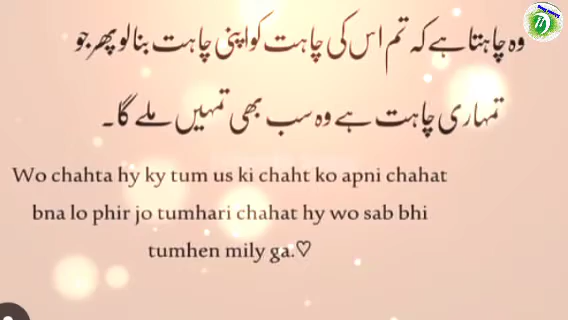 وہ چاہتا ہے کہ تم اس کی چاہت کو اپنی چاہت بنا لو پھر جو
تمہاری چاہت ہے وہ سب بھی تمہیں ملے گا۔
Wo chahta hy ky tum us ki chaht ko apni chahat
bna lo phir jo tumhari chahat hy wo sab bhi
tumhen mily ga.♡